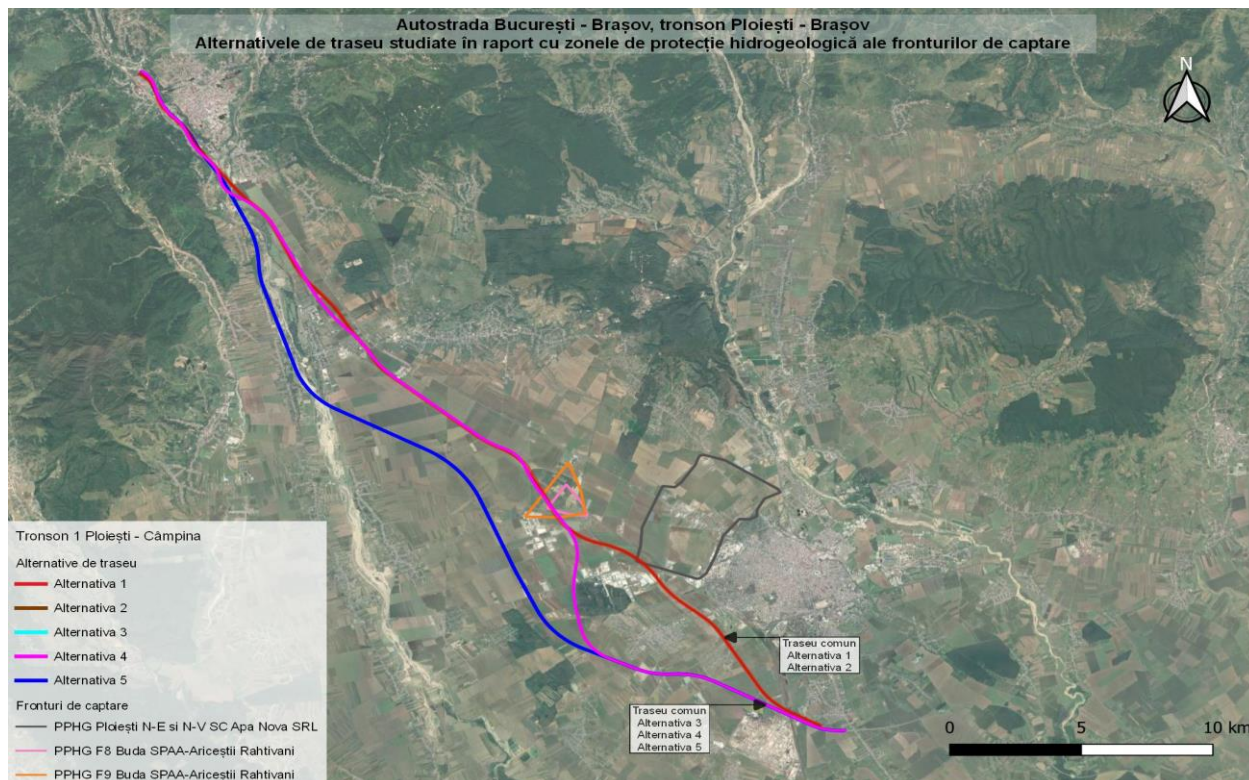 Autostrada București - Brașov, tronson Ploiești - Brașov
Alternativele de traseu studiate în raport cu zonele de protecție hidrogeologică ale fronturilor de captare
N
Tronson 1 Ploiești - Câmpina
Alternative de traseu
Alternativa 1
Alternativa 2
Alternativa 3
Alternativa 4
Alternativa 5
Fronturi de captare
PPHG Ploiești N-E si N-V SC Apa Nova SRL
PPHG F8 Buda SPAA-Ariceștii Rahtivani
PPHG F9 Buda SPAA-Ariceștii Rahtivani
Traseu comun
Alternativa 1
Alternativa 2
Traseu comun
Alternativa 3
Alternativa 4
Alternativa 5
0 5 10 km